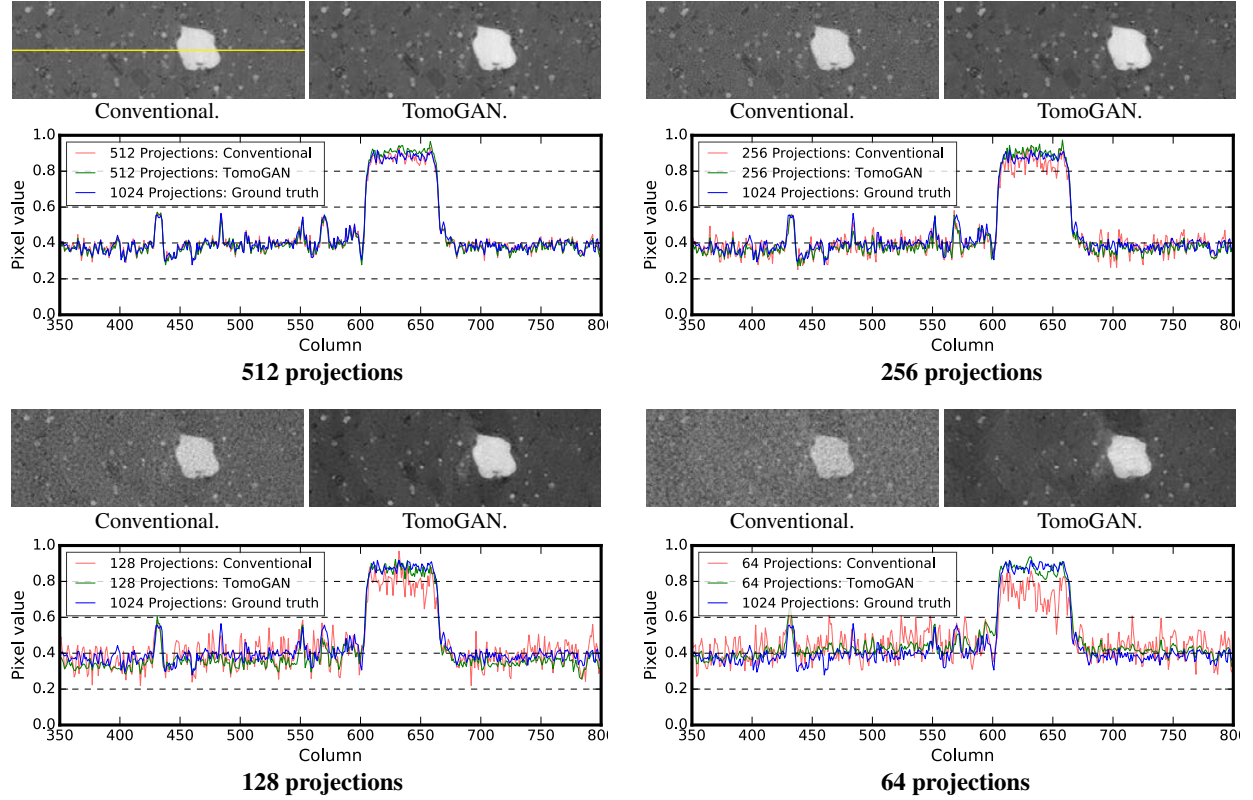 Conventional.
TomoGAN.
Conventional.
TomoGAN.
1.0
0.8
0.6
0.4
0.2
0.0
Pixel value
512 Projections: Conventional
512 Projections: TomoGAN
1024 Projections: Ground truth
350 400 450 500 550 600 650 700 750 800
Column
512 projections
1.0
0.8
0.6
0.4
0.2
0.0
Pixel value
256 Projections: Conventional
256 Projections: TomoGAN
1024 Projections: Ground truth
350 400 450 500 550 600 650 700 750 800
Column
256 projections
Conventional.
TomoGAN.
Conventional.
TomoGAN.
1.0
0.8
0.6
0.4
0.2
0.0
Pixel value
128 Projections: Conventional
128 Projections: TomoGAN
1024 Projections: Ground truth
350 400 450 500 550 600 650 700 750 800
Column
128 projections
1.0
0.8
0.6
0.4
0.2
0.0
Pixel value
64 Projections: Conventional
64 Projections: TomoGAN
1024 Projections: Ground truth
350 400 450 500 550 600 650 700 750 800
Column
64 projections